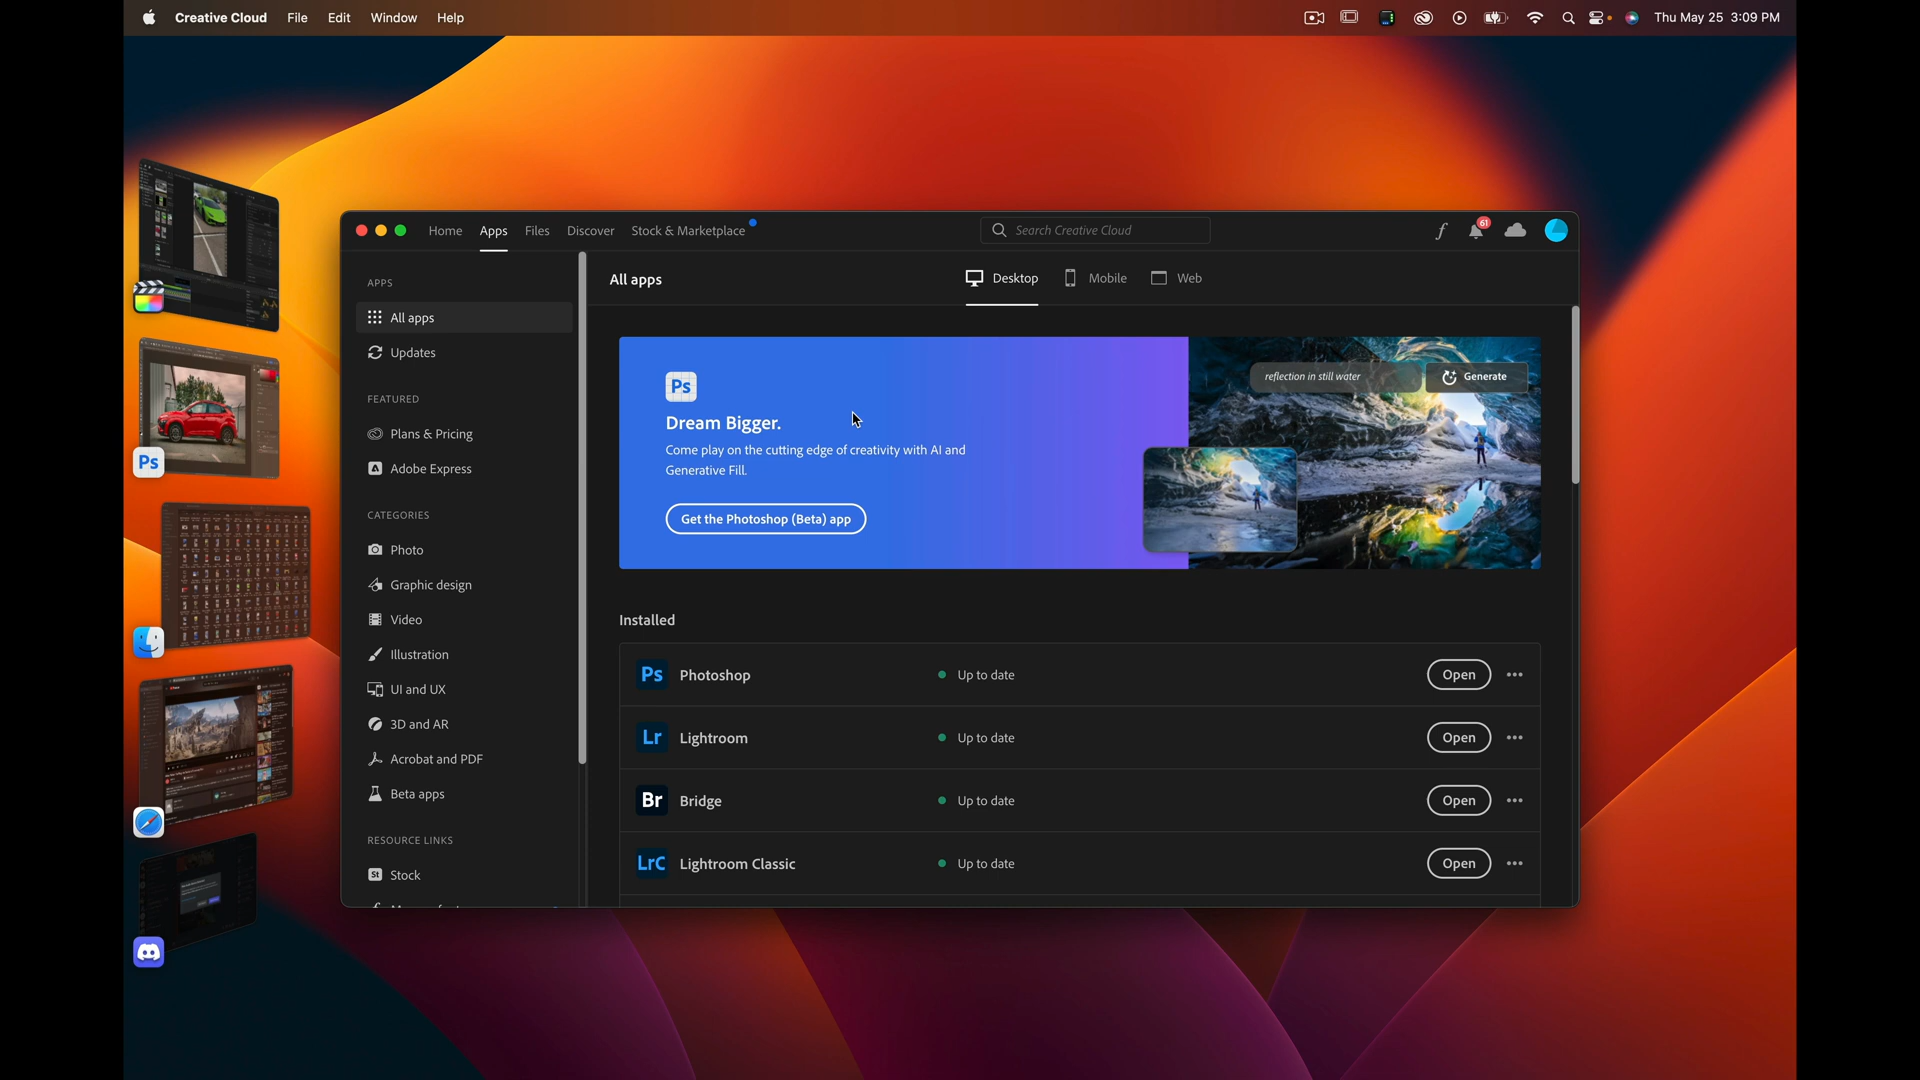 Creative Cloud File Edit Window Help
Thu May 25 3:09 PM
Home Apps Files Discover Stock & Marketplace
Search Creative Cloud
61
APPS
All apps
Updates
FEATURED
Plans & Pricing
Adobe Express
CATEGORIES
Photo
Graphic design
Video
Illustration
UI and UX
3D and AR
Acrobat and PDF
Beta apps
RESOURCE LINKS
St Stock
All apps
Desktop Mobile Web
Ps
Dream Bigger.
Come play on the cutting edge of creativity with AI and
Generative Fill.
Get the Photoshop (Beta) app
reflection in still water Generate
Installed
Ps Photoshop Up to date Open
Lr Lightroom Up to date Open
Br Bridge Up to date Open
LrC Lightroom Classic Up to date Open
Ps